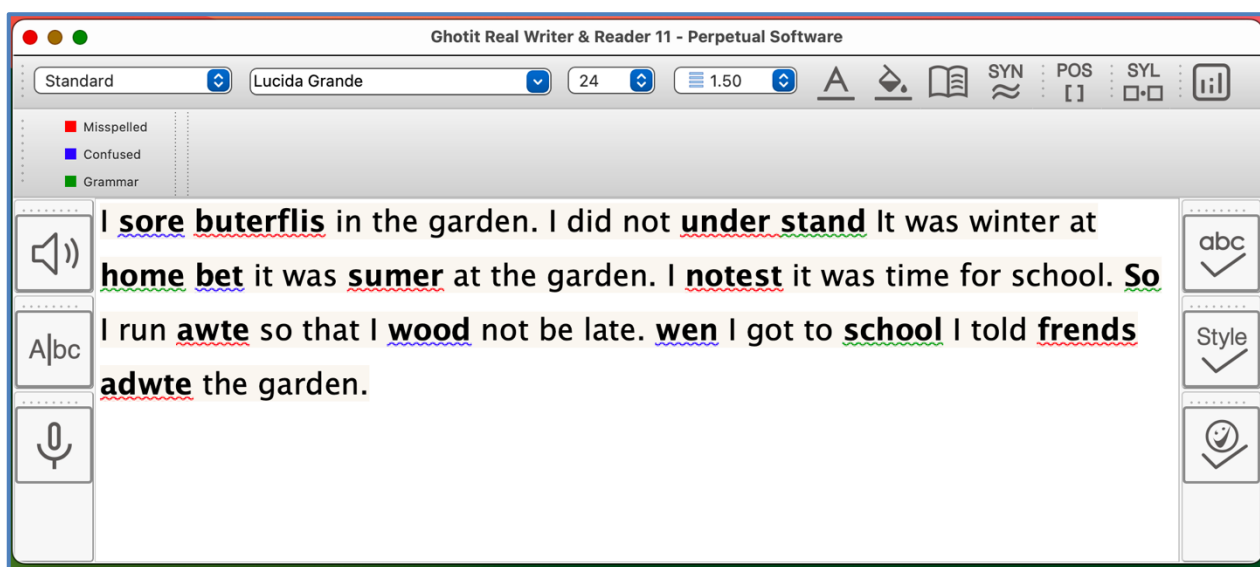 Ghotit Real Writer & Reader 11 - Perpetual Software
Standard Lucida Grande 24 1.50 A SYN POS [ ] SYL
Misspelled
Confused
Grammar
I sore buterflis in the garden. I did not under stand It was winter at
home bet it was sumer at the garden. I notest it was time for school. So
I run awte so that I wood not be late. wen I got to school I told frends
adwte the garden.
A|bc
abc
Style